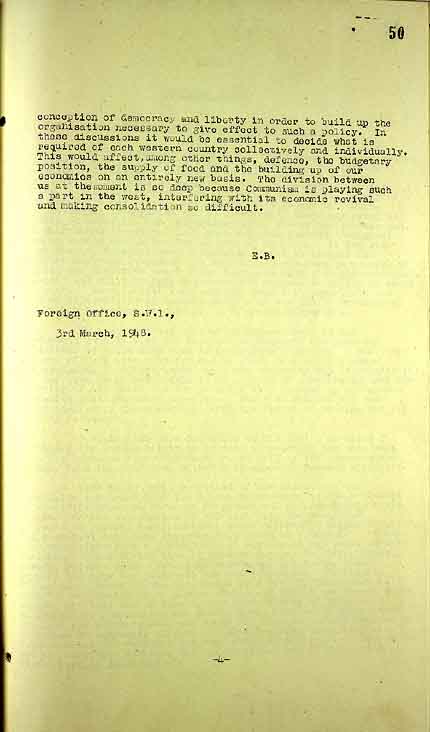 50
conception of democracy and liberty in order to build up the
organisation necessary to give effect to such a policy. In
these discussions it would be essential to decide what is
required of each western country collectively and individually.
This would affect, among other things, defence, the budgetary
position, the supply of food and the building up of our
economies on an entirely new basis. The division between
us at the moment is so deep because Communism is playing such
a part in the west, interfering with its economic revival
and making consolidation so difficult.
E.B.
Foreign Office, S.W.1.,
3rd March, 1948.
-4-